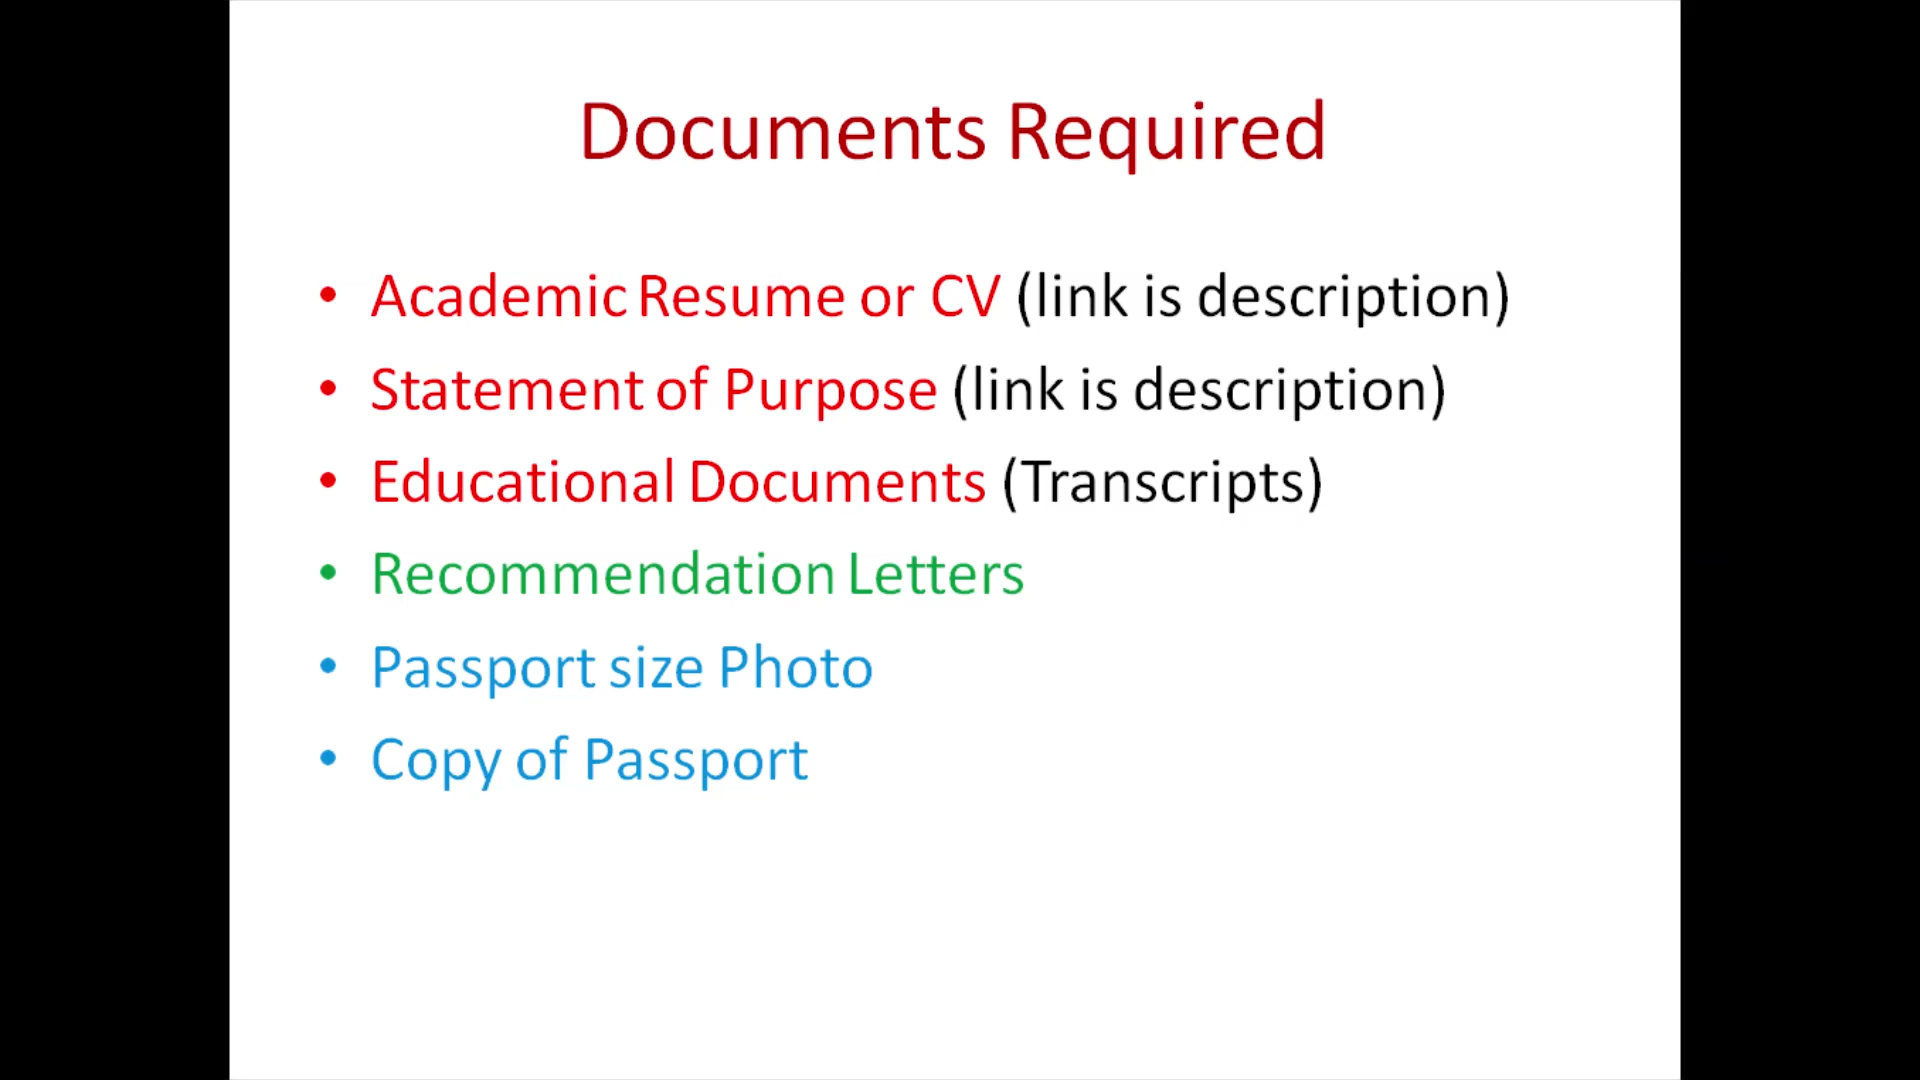 Documents Required
• Academic Resume or CV (link is description)
• Statement of Purpose (link is description)
• Educational Documents (Transcripts)
• Recommendation Letters
• Passport size Photo
• Copy of Passport